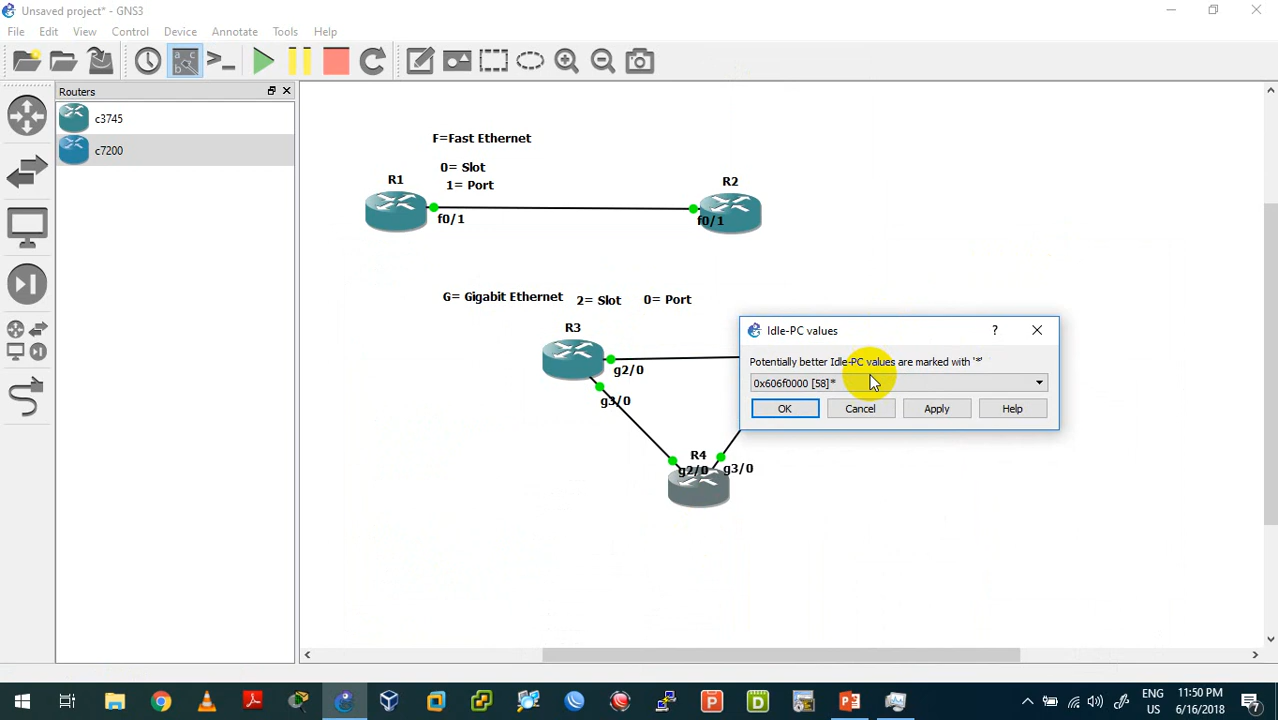 Unsaved project* - GNS3
File Edit View Control Device Annotate Tools Help
Routers
c3745
c7200
F=Fast Ethernet
0= Slot
1= Port
R1
R2
f0/1
f0/1
G= Gigabit Ethernet 2= Slot 0= Port
R3
g2/0
g3/0
R4
g2/0
g3/0
Idle-PC values
?
Potentially better Idle-PC values are marked with '*'
0x606f0000 [58]*
OK Cancel Apply Help
ENG
US
11:50 PM
6/16/2018
7